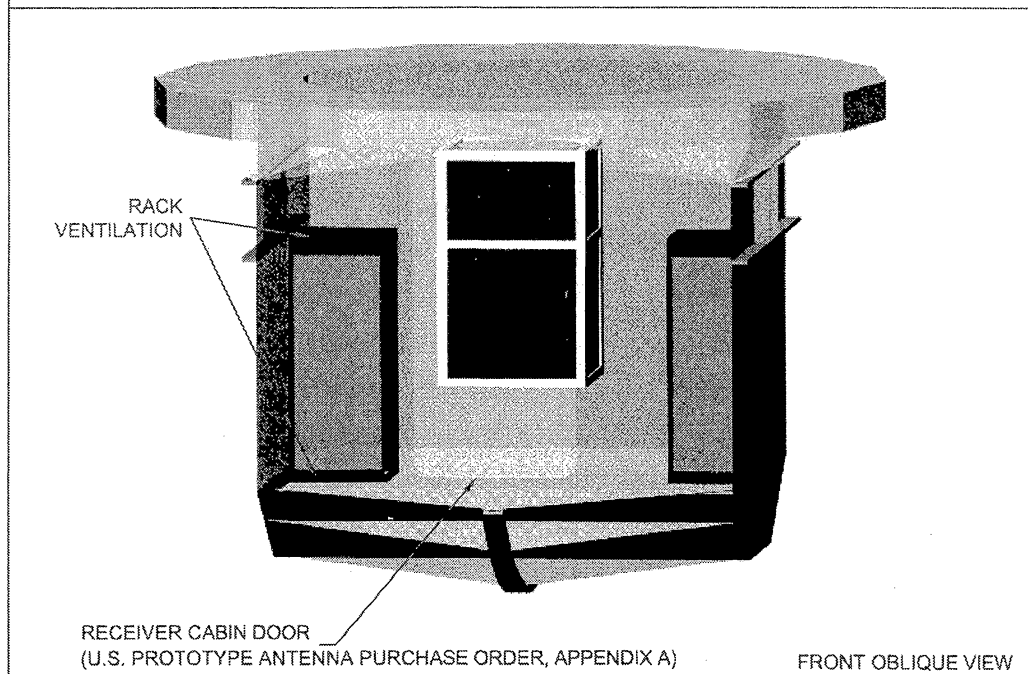 RACK
VENTILATION
RECEIVER CABIN DOOR
(U.S. PROTOTYPE ANTENNA PURCHASE ORDER, APPENDIX A)
FRONT OBLIQUE VIEW